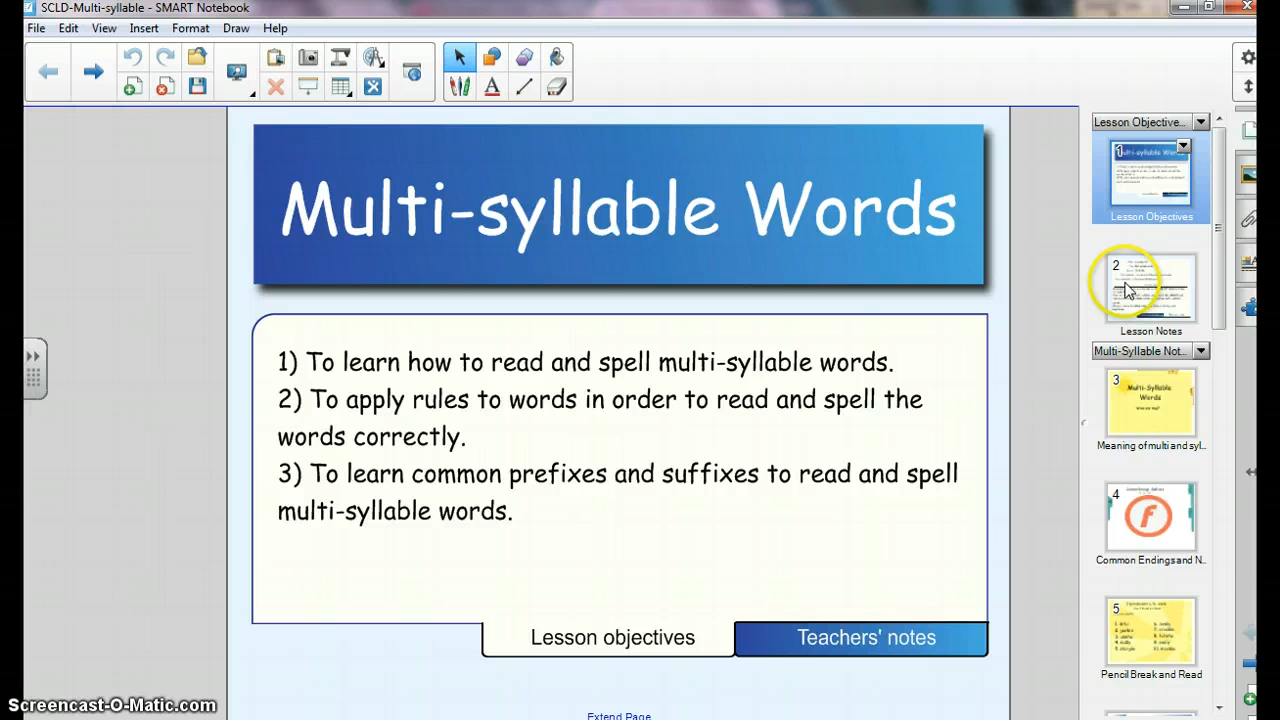 SCLD-Multi-syllable - SMART Notebook
File Edit View Insert Format Draw Help
Multi-syllable Words
1) To learn how to read and spell multi-syllable words.
2) To apply rules to words in order to read and spell the
words correctly.
3) To learn common prefixes and suffixes to read and spell
multi-syllable words.
Lesson objectives
Teachers' notes
Extend Page
Lesson Objective...
1
Lesson Objectives
2
Lesson Notes
Multi-Syllable Not...
3
Multi-Syllable
Words
Meaning of multi and syl...
4
f
Common Endings and N...
5
Pencil Break and Read
Screencast-O-Matic.com